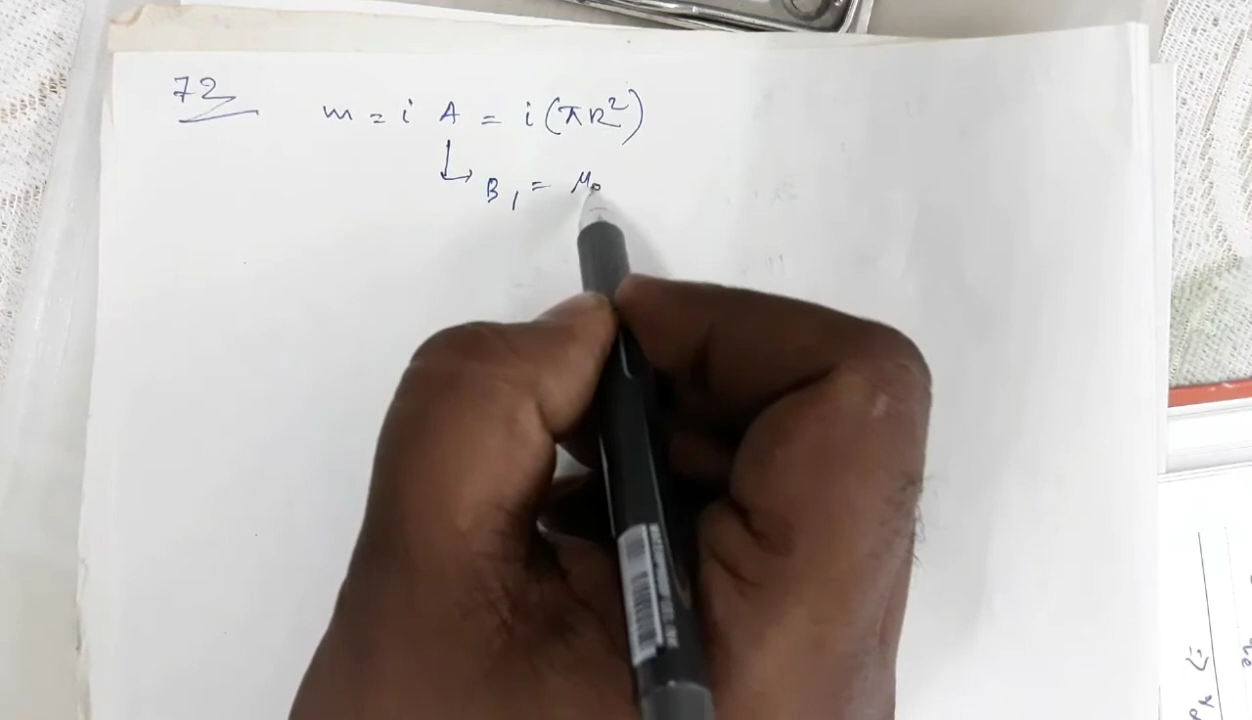 72
m = i A = i(πR²)
B₁ = μ₀